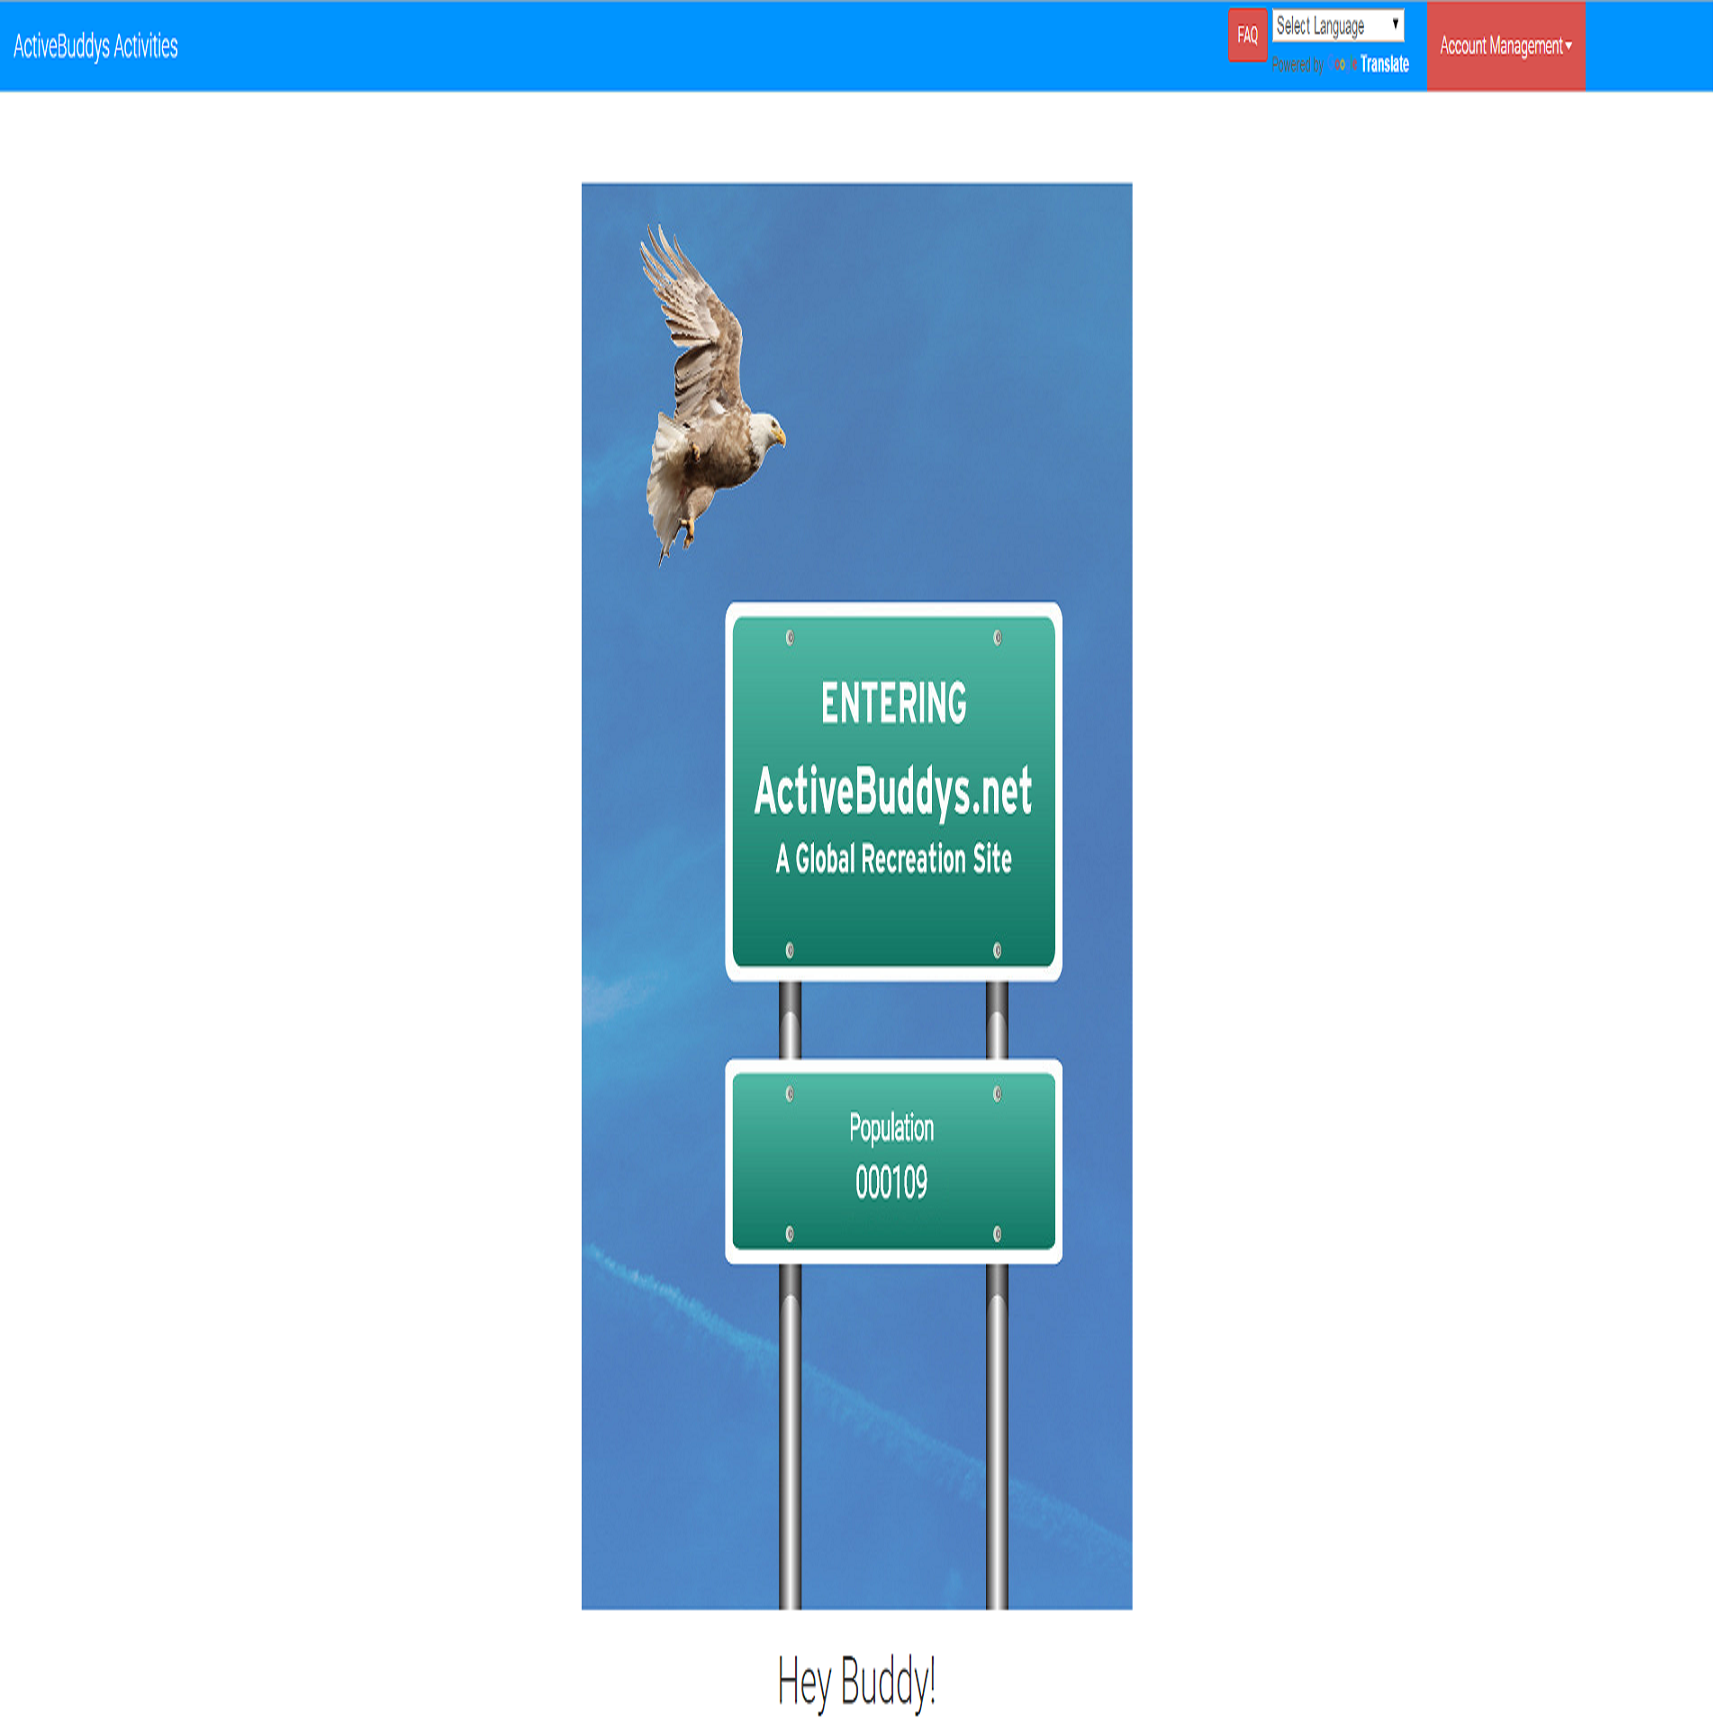 ActiveBuddys Activities
FAQ
Select Language
Powered by Google Translate
Account Management
ENTERING
ActiveBuddys.net
A Global Recreation Site
Population
000109
Hey Buddy!